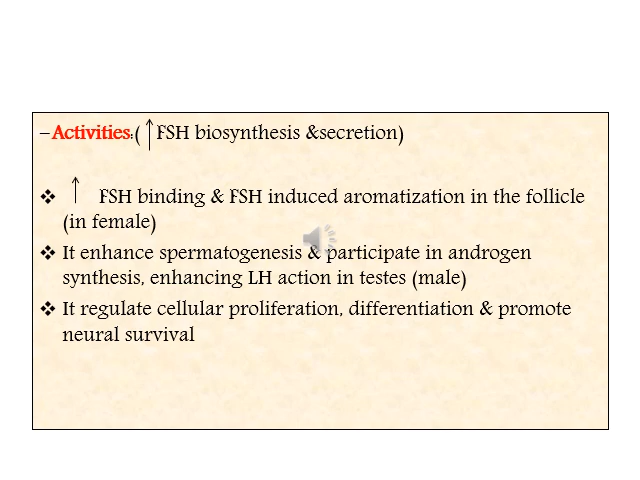 –Activities:(↑FSH biosynthesis &secretion)
❖ ↑ FSH binding & FSH induced aromatization in the follicle
(in female)
❖ It enhance spermatogenesis & participate in androgen
synthesis, enhancing LH action in testes (male)
❖ It regulate cellular proliferation, differentiation & promote
neural survival